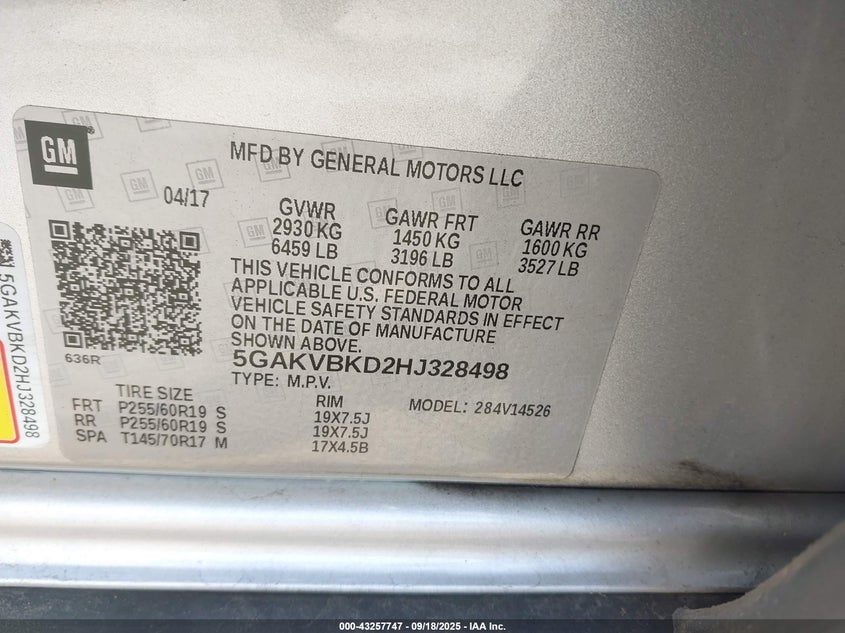 GM
MFD BY GENERAL MOTORS LLC
04/17
GVWR
2930 KG
6459 LB
GAWR FRT
1450 KG
3196 LB
GAWR RR
1600 KG
3527 LB
THIS VEHICLE CONFORMS TO ALL
APPLICABLE U.S. FEDERAL MOTOR
VEHICLE SAFETY STANDARDS IN EFFECT
ON THE DATE OF MANUFACTURE
SHOWN ABOVE.
636R
5GAKVBKD2HJ328498
TYPE: M.P.V.
TIRE SIZE
RIM
MODEL: 284V14526
FRT P255/60R19 S 19X7.5J
RR P255/60R19 S 19X7.5J
SPA T145/70R17 M 17X4.5B
5GAKVBKD2HJ328498
000-43257747 - 09/18/2025 - IAA Inc.